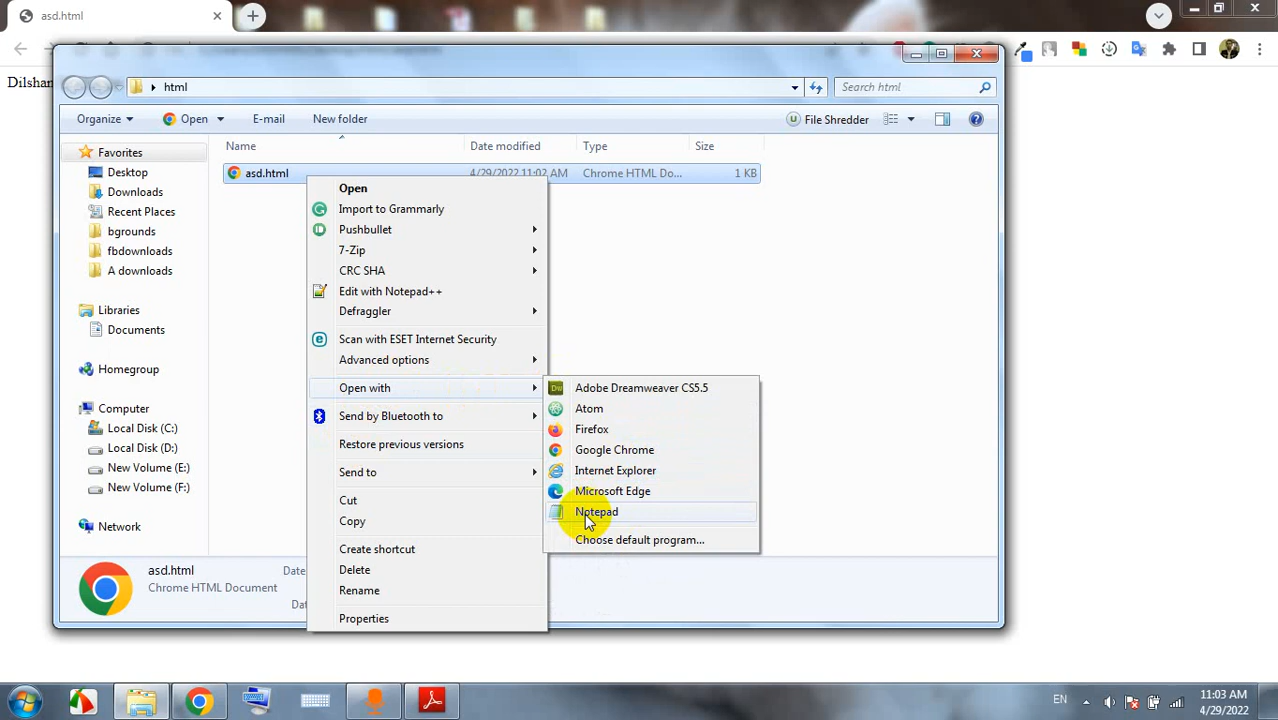 asd.html
Dilshan
html
Search html
Organize
Open
E-mail
New folder
File Shredder
Favorites
Desktop
Downloads
Recent Places
bgrounds
fbdownloads
A downloads
Libraries
Documents
Homegroup
Computer
Local Disk (C:)
Local Disk (D:)
New Volume (E:)
New Volume (F:)
Network
Name
Date modified
Type
Size
asd.html
4/29/2022 11:02 AM
Chrome HTML Do...
1 KB
Open
Import to Grammarly
Pushbullet
7-Zip
CRC SHA
Edit with Notepad++
Defraggler
Scan with ESET Internet Security
Advanced options
Open with
Send by Bluetooth to
Restore previous versions
Send to
Cut
Copy
Create shortcut
Delete
Rename
Properties
Dw
Adobe Dreamweaver CS5.5
Atom
Firefox
Google Chrome
Internet Explorer
Microsoft Edge
Notepad
Choose default program...
asd.html
Date
Chrome HTML Document
Da
EN
11:03 AM
4/29/2022